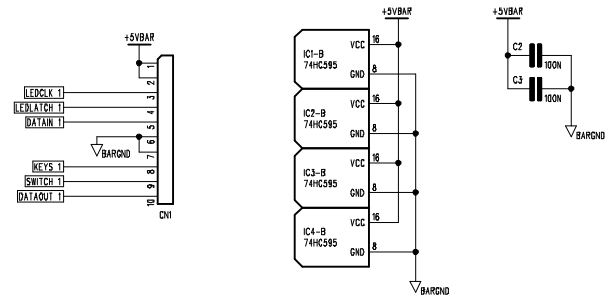 +5VBAR
1
2
LEDCLK 1
3
LEDLATCH 1
4
DATAIN 1
5
6
BARGND
7
KEYS 1
8
SWITCH 1
9
DATAOUT 1
10
CN1
+5VBAR
IC1-B
74HC595
VCC
16
GND
8
IC2-B
74HC595
VCC
16
GND
8
IC3-B
74HC595
VCC
16
GND
8
IC4-B
74HC595
VCC
16
GND
8
BARGND
+5VBAR
C2
100N
C3
100N
BARGND